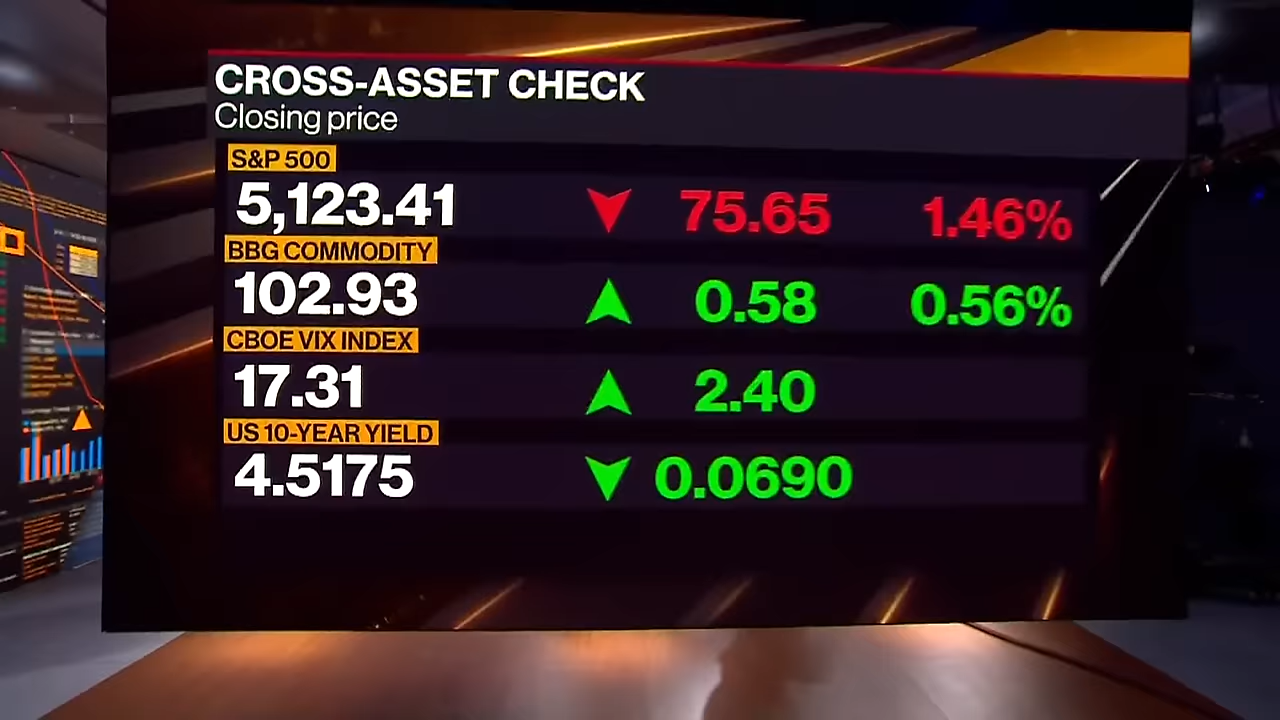 CROSS-ASSET CHECK
Closing price
S&P 500
5,123.41 75.65 1.46%
BBG COMMODITY
102.93 0.58 0.56%
CBOE VIX INDEX
17.31 2.40
US 10-YEAR YIELD
4.5175 0.0690